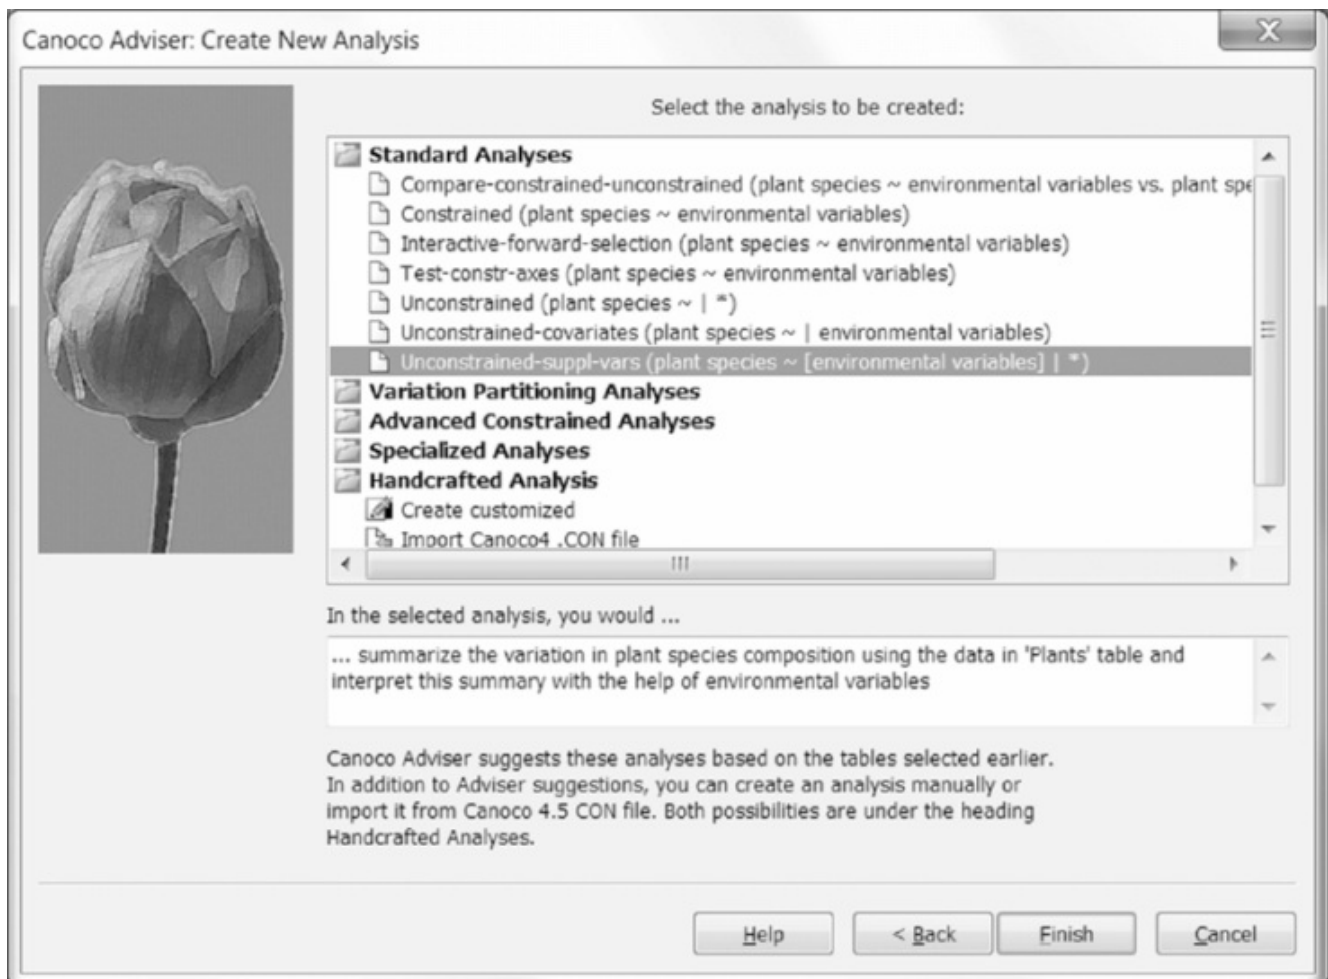 Canoco Adviser: Create New Analysis
Select the analysis to be created:
Standard Analyses
Compare-constrained-unconstrained (plant species ~ environmental variables vs. plant spe
Constrained (plant species ~ environmental variables)
Interactive-forward-selection (plant species ~ environmental variables)
Test-constr-axes (plant species ~ environmental variables)
Unconstrained (plant species ~ | *)
Unconstrained-covariates (plant species ~ | environmental variables)
Unconstrained-suppl-vars (plant species ~ [environmental variables] | *)
Variation Partitioning Analyses
Advanced Constrained Analyses
Specialized Analyses
Handcrafted Analysis
Create customized
Import Canoco4 .CON file
In the selected analysis, you would ...
... summarize the variation in plant species composition using the data in 'Plants' table and
interpret this summary with the help of environmental variables
Canoco Adviser suggests these analyses based on the tables selected earlier.
In addition to Adviser suggestions, you can create an analysis manually or
import it from Canoco 4.5 CON file. Both possibilities are under the heading
Handcrafted Analyses.
Help < Back Finish Cancel